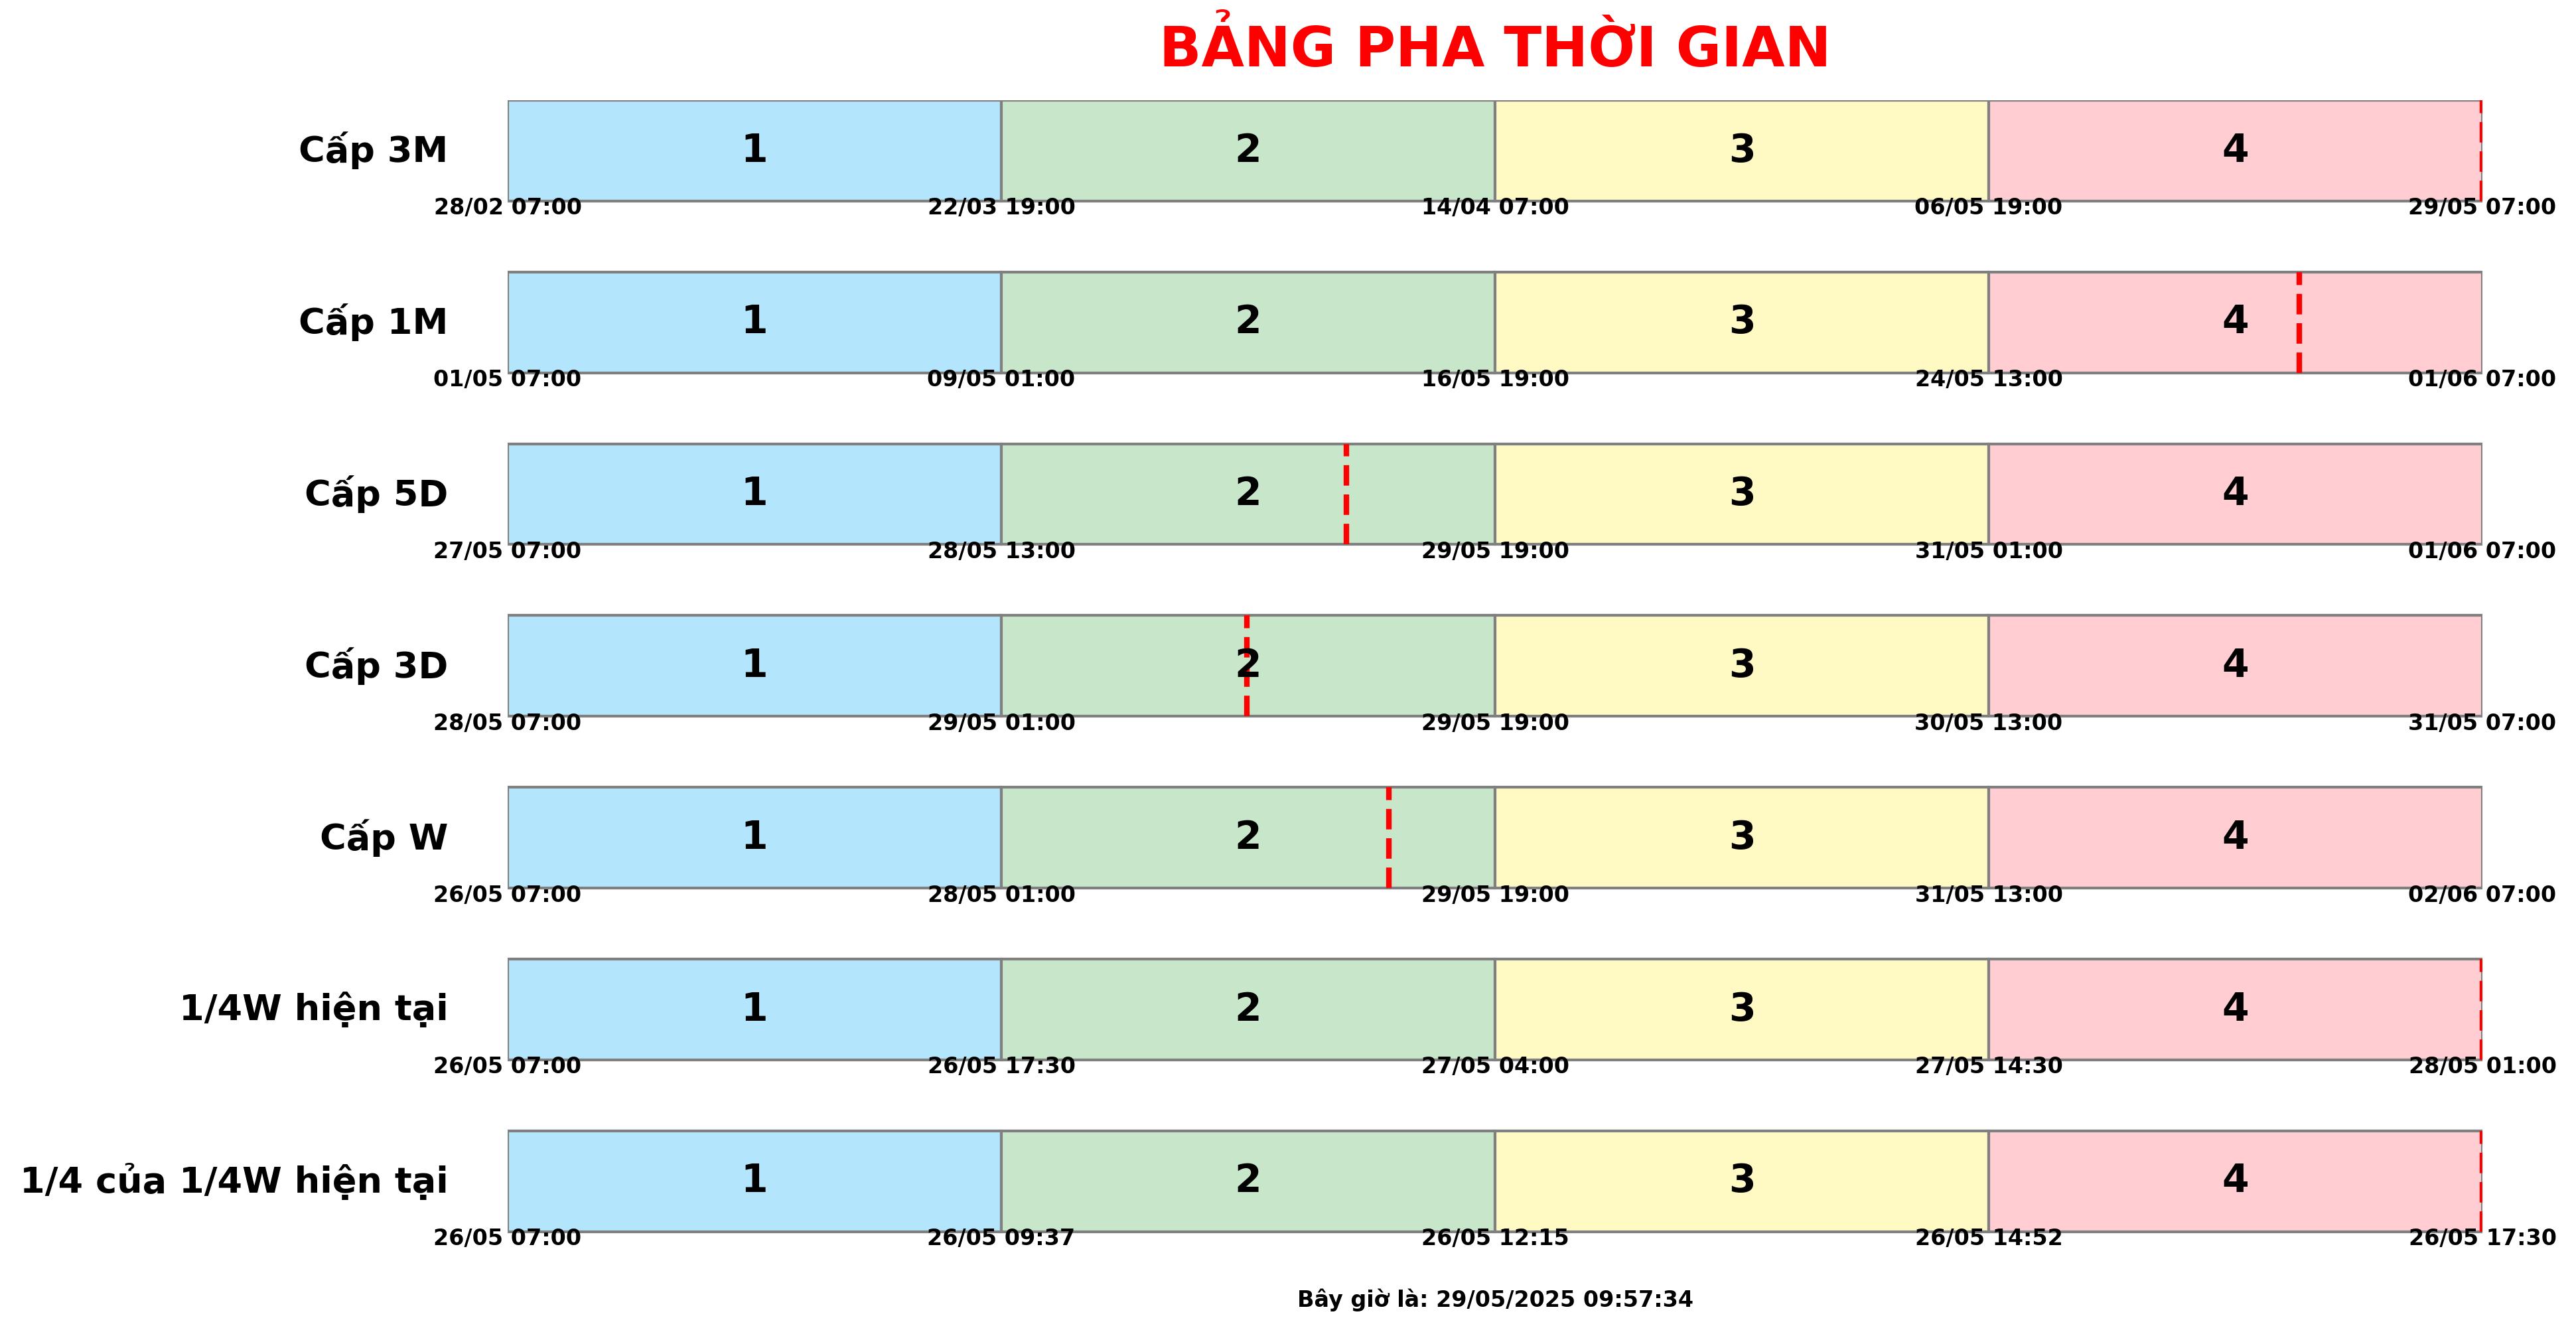 BẢNG PHA THỜI GIAN
Cấp 3M 1 2 3 4
28/02 07:00 22/03 19:00 14/04 07:00 06/05 19:00 29/05 07:00
Cấp 1M 1 2 3 4
01/05 07:00 09/05 01:00 16/05 19:00 24/05 13:00 01/06 07:00
Cấp 5D 1 2 3 4
27/05 07:00 28/05 13:00 29/05 19:00 31/05 01:00 01/06 07:00
Cấp 3D 1 2 3 4
28/05 07:00 29/05 01:00 29/05 19:00 30/05 13:00 31/05 07:00
Cấp W 1 2 3 4
26/05 07:00 28/05 01:00 29/05 19:00 31/05 13:00 02/06 07:00
1/4W hiện tại 1 2 3 4
26/05 07:00 26/05 17:30 27/05 04:00 27/05 14:30 28/05 01:00
1/4 của 1/4W hiện tại 1 2 3 4
26/05 07:00 26/05 09:37 26/05 12:15 26/05 14:52 26/05 17:30
Bây giờ là: 29/05/2025 09:57:34